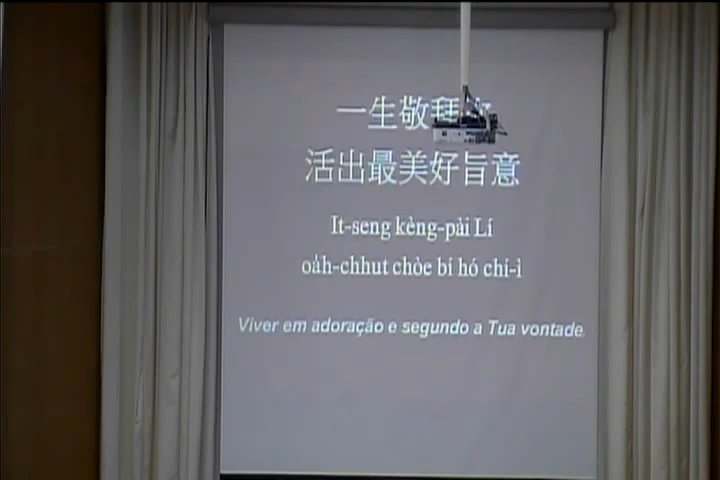 一生敬拜
活出最美好旨意
It-seng kèng-pài Lí
oa̍h-chhut chòe bí hó chí-ì
Viver em adoração e segundo a Tua vontade.